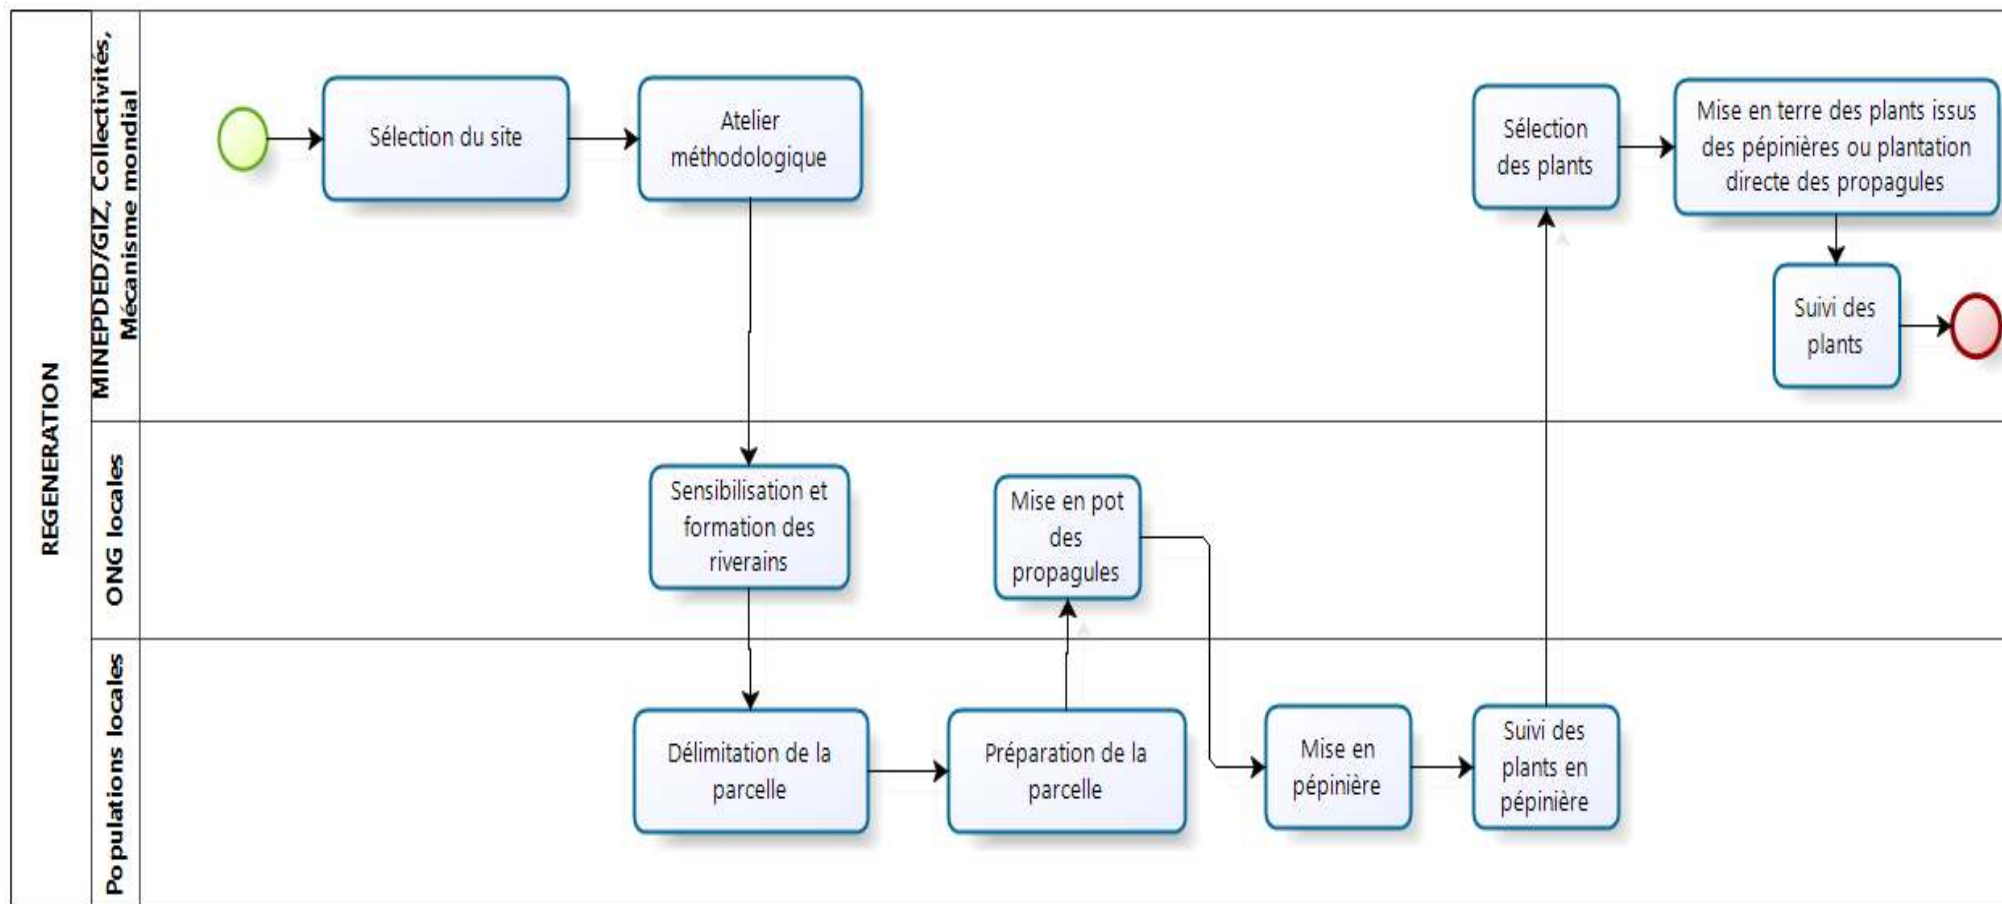 REGENERATION
MINEPDED/GIZ, Collectivités,
Mécanisme mondial
Sélection du site
Atelier
méthodologique
Sélection
des plants
Mise en terre des plants issus
des pépinières ou plantation
directe des propagules
Suivi des
plants
ONG locales
Sensibilisation et
formation des
riverains
Mise en pot
des
propagules
Populations locales
Délimitation de la
parcelle
Préparation de la
parcelle
Mise en
pépinière
Suivi des
plants en
pépinière